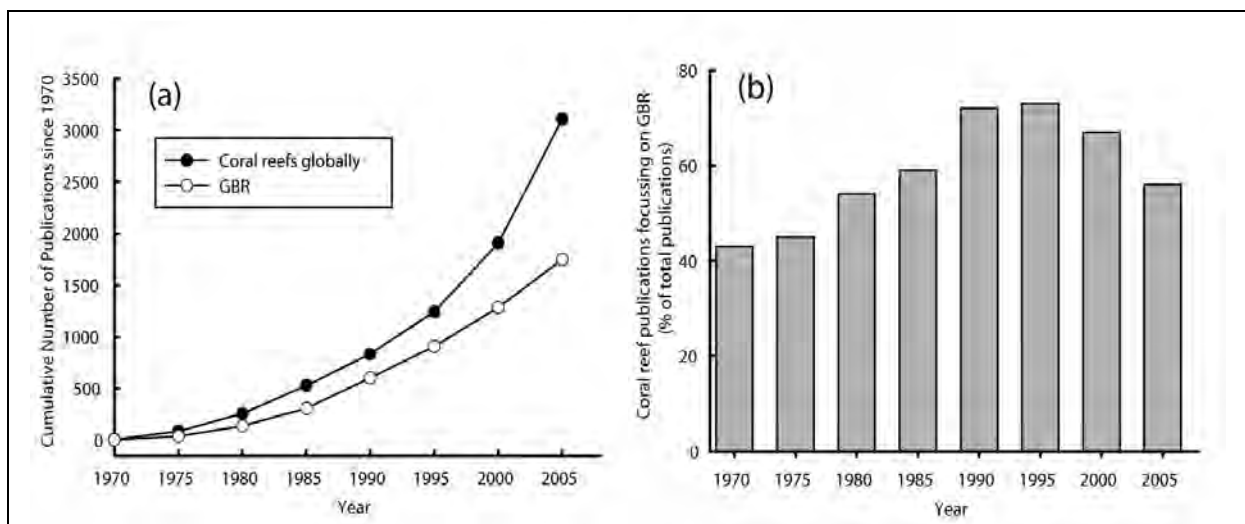 (a)
Cumulative Number of Publications since 1970
3500
3000
2500
2000
1500
1000
500
0
Coral reefs globally
GBR
1970 1975 1980 1985 1990 1995 2000 2005
Year
(b)
Coral reef publications focussing on GBR
(% of total publications)
80
60
40
20
0
1970 1975 1980 1985 1990 1995 2000 2005
Year